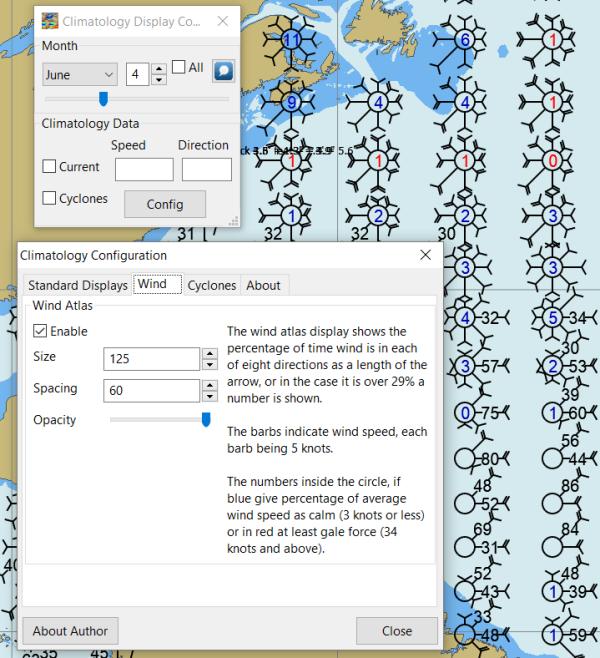 Climatology Display Co...
Month
June
4
All
Climatology Data
Speed Direction
Current
Cyclones
Config
11 6 1
9 4 4 1
1 1 1 0
1 2 2 3
31 32 32 30
Climatology Configuration
Standard Displays Wind Cyclones About
Wind Atlas
Enable
Size 125
Spacing 60
Opacity
The wind atlas display shows the
percentage of time wind is in each
of eight directions as a length of the
arrow, or in the case it is over 29% a
number is shown.
The barbs indicate wind speed, each
barb being 5 knots.
The numbers inside the circle, if
blue give percentage of average
wind speed as calm (3 knots or less)
or in red at least gale force (34
knots and above).
About Author Close
3 3
4 32 5 34
30
3 57 2 53
39
0 75 1 60
56
80 44
48 86
52
69 84
31
52 48
43 1 39
33
48 1 59
35 45